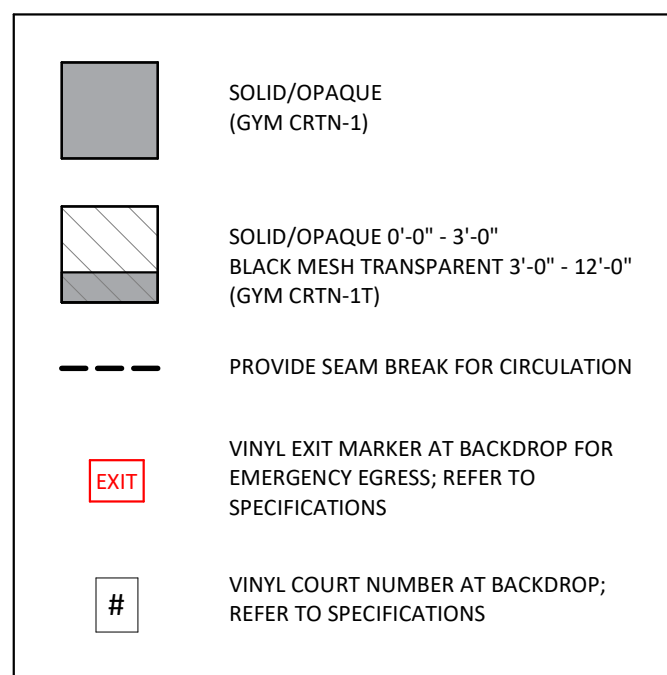 SOLID/OPAQUE
(GYM CRTN-1)
SOLID/OPAQUE 0'-0" - 3'-0"
BLACK MESH TRANSPARENT 3'-0" - 12'-0"
(GYM CRTN-1T)
PROVIDE SEAM BREAK FOR CIRCULATION
EXIT
VINYL EXIT MARKER AT BACKDROP FOR
EMERGENCY EGRESS; REFER TO
SPECIFICATIONS
#
VINYL COURT NUMBER AT BACKDROP;
REFER TO SPECIFICATIONS